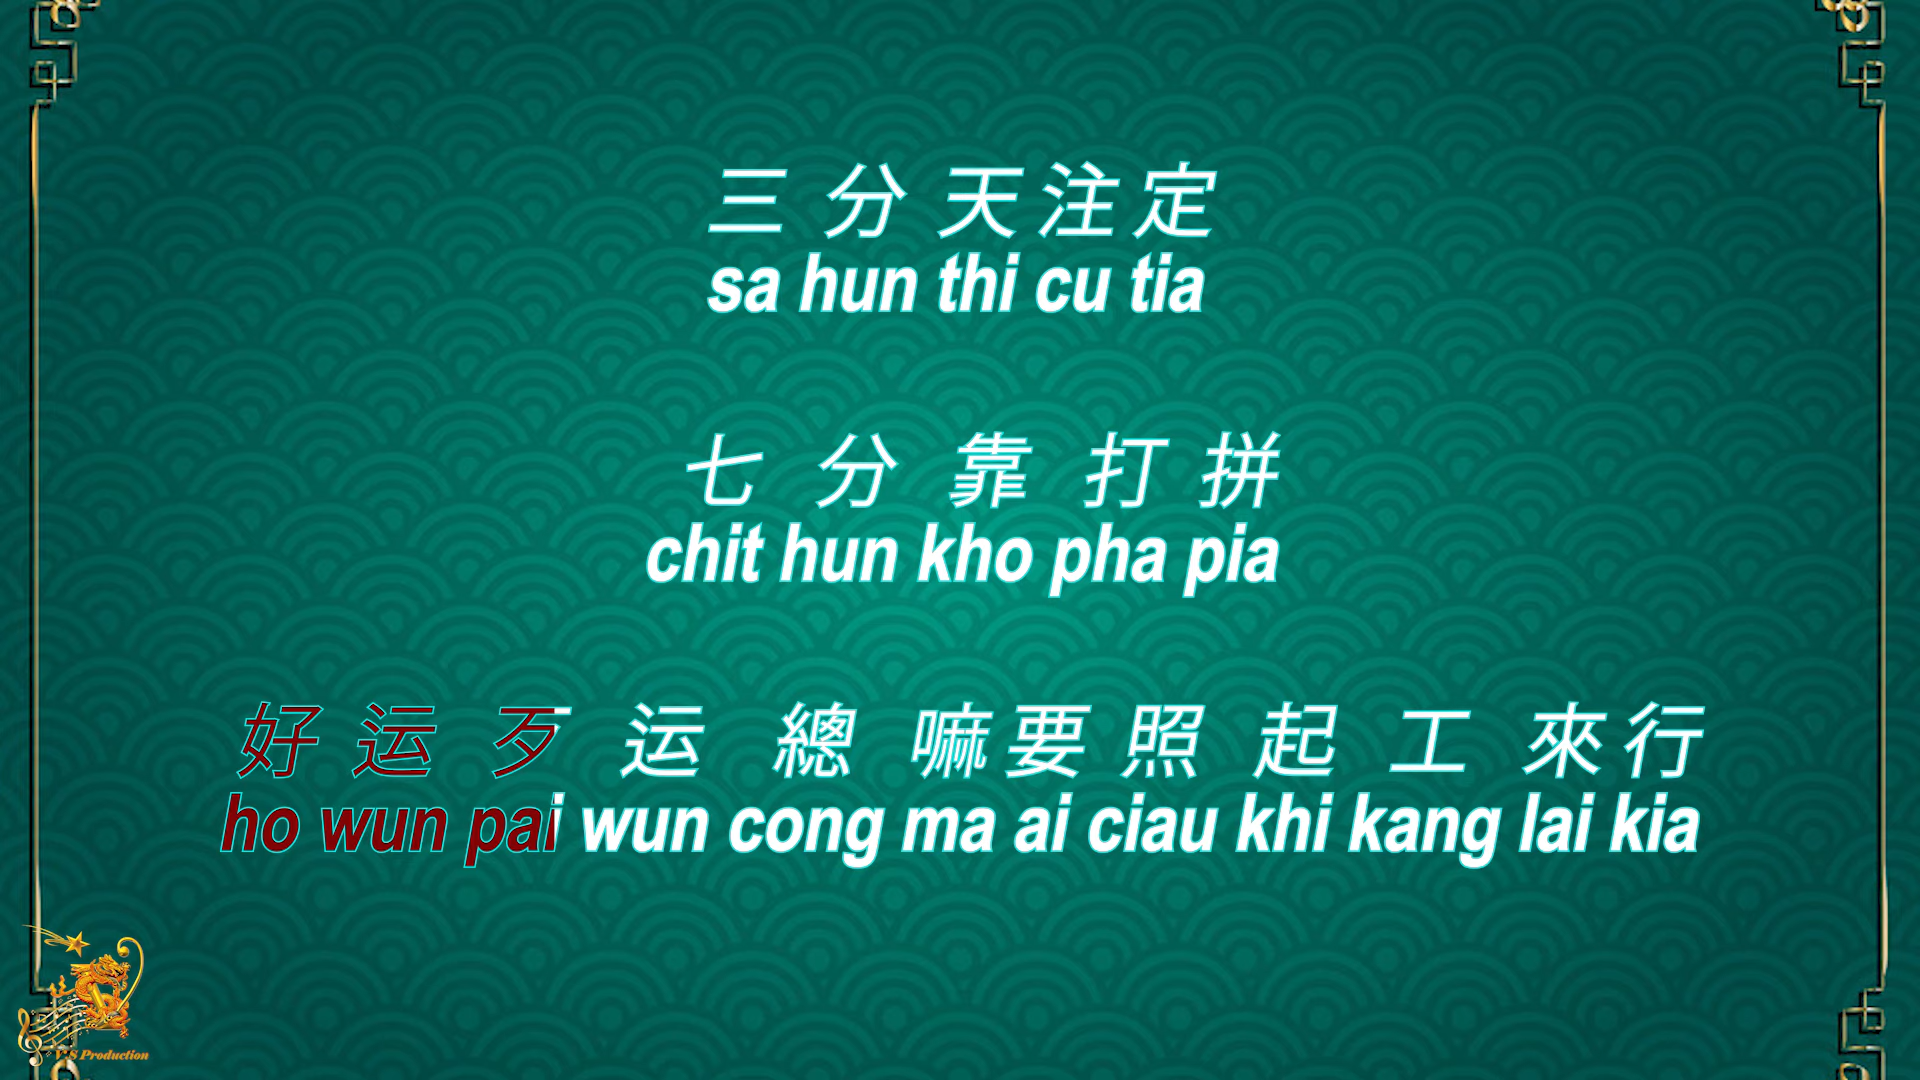 三 分 天 注 定
sa hun thi cu tia
七 分 靠 打 拼
chit hun kho pha pia
好 运 歹 运 總 嘛 要 照 起 工 來 行
ho wun pai wun cong ma ai ciau khi kang lai kia
V.S Production